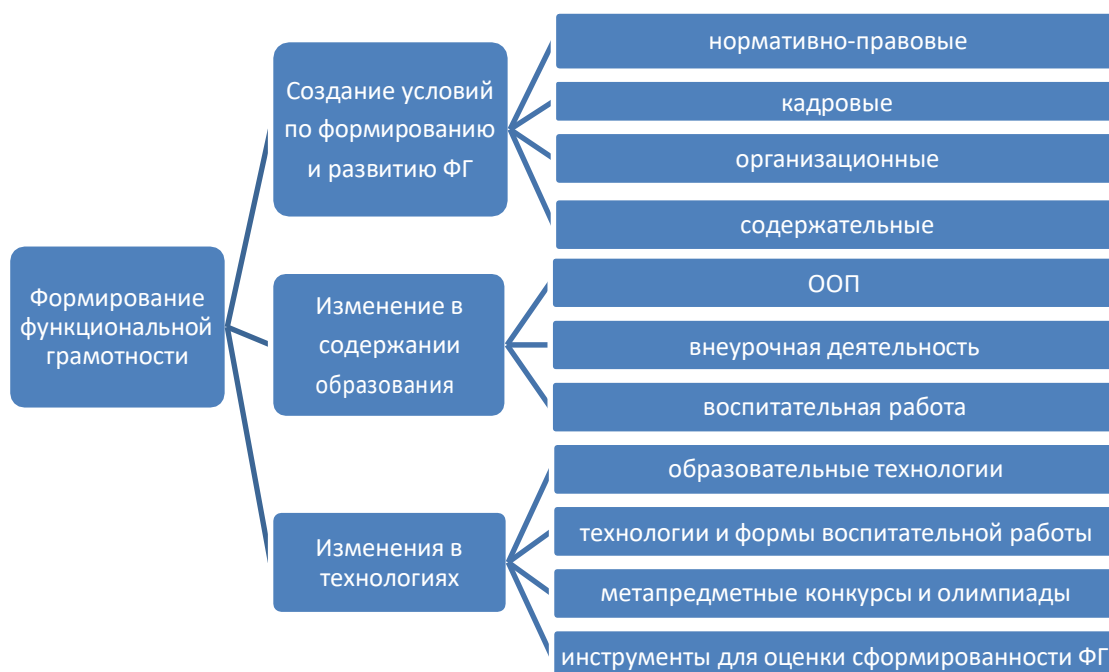 Формирование
функциональной
грамотности
Создание условий
по формированию
и развитию ФГ
нормативно-правовые
кадровые
организационные
содержательные
Изменение в
содержании
образования
ООП
внеурочная деятельность
воспитательная работа
Изменения в
технологиях
образовательные технологии
технологии и формы воспитательной работы
метапредметные конкурсы и олимпиады
инструменты для оценки сформированности ФГ